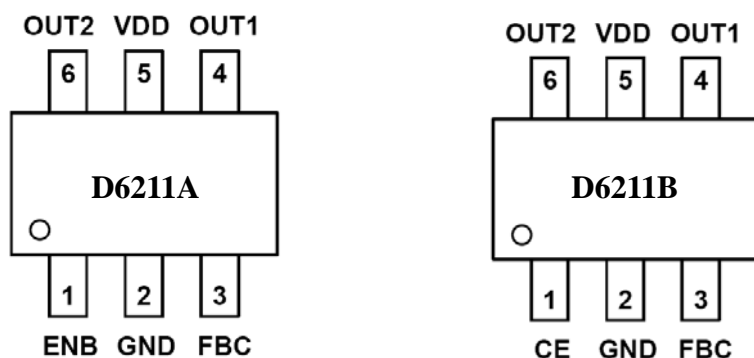 OUT2 VDD OUT1
6 5 4
D6211A
1 2 3
ENB GND FBC
OUT2 VDD OUT1
6 5 4
D6211B
1 2 3
CE GND FBC